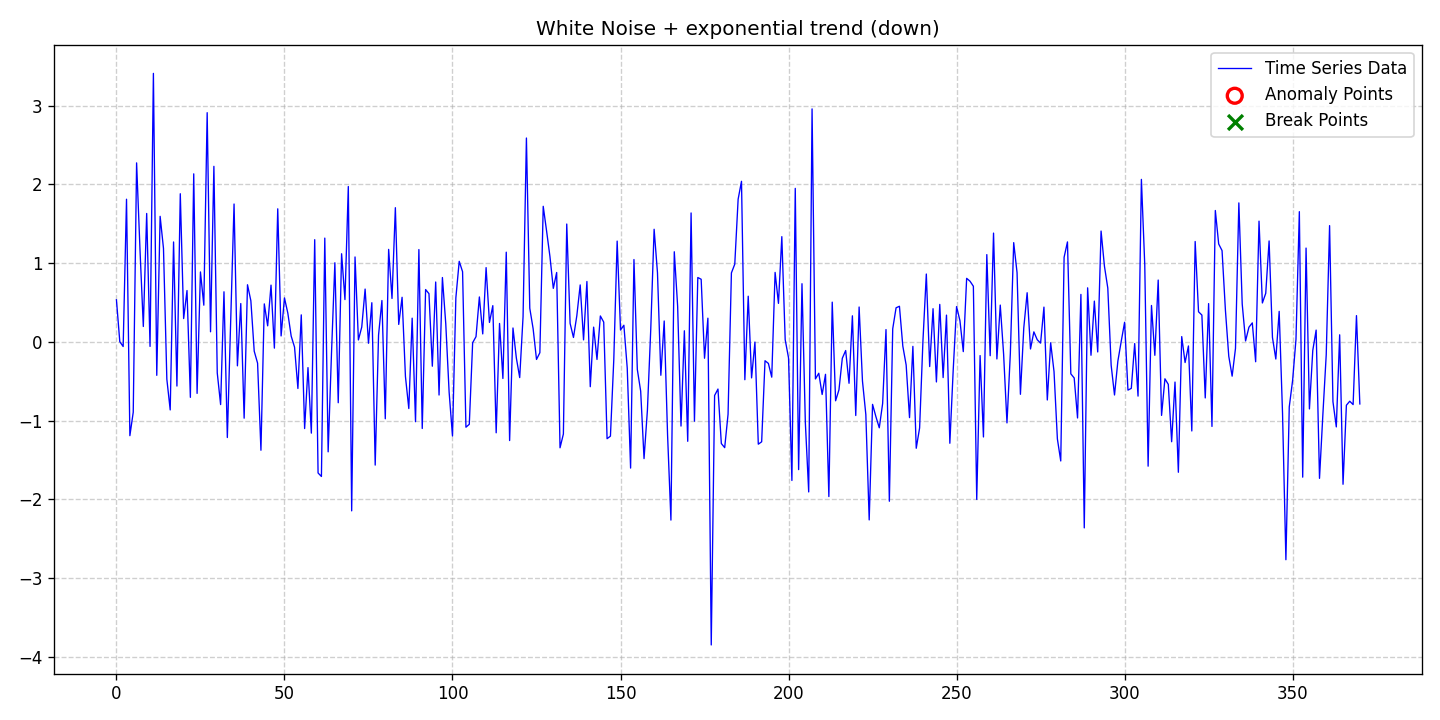 White Noise + exponential trend (down)
Time Series Data
Anomaly Points
Break Points
3
2
1
0
−1
−2
−3
−4
0 50 100 150 200 250 300 350